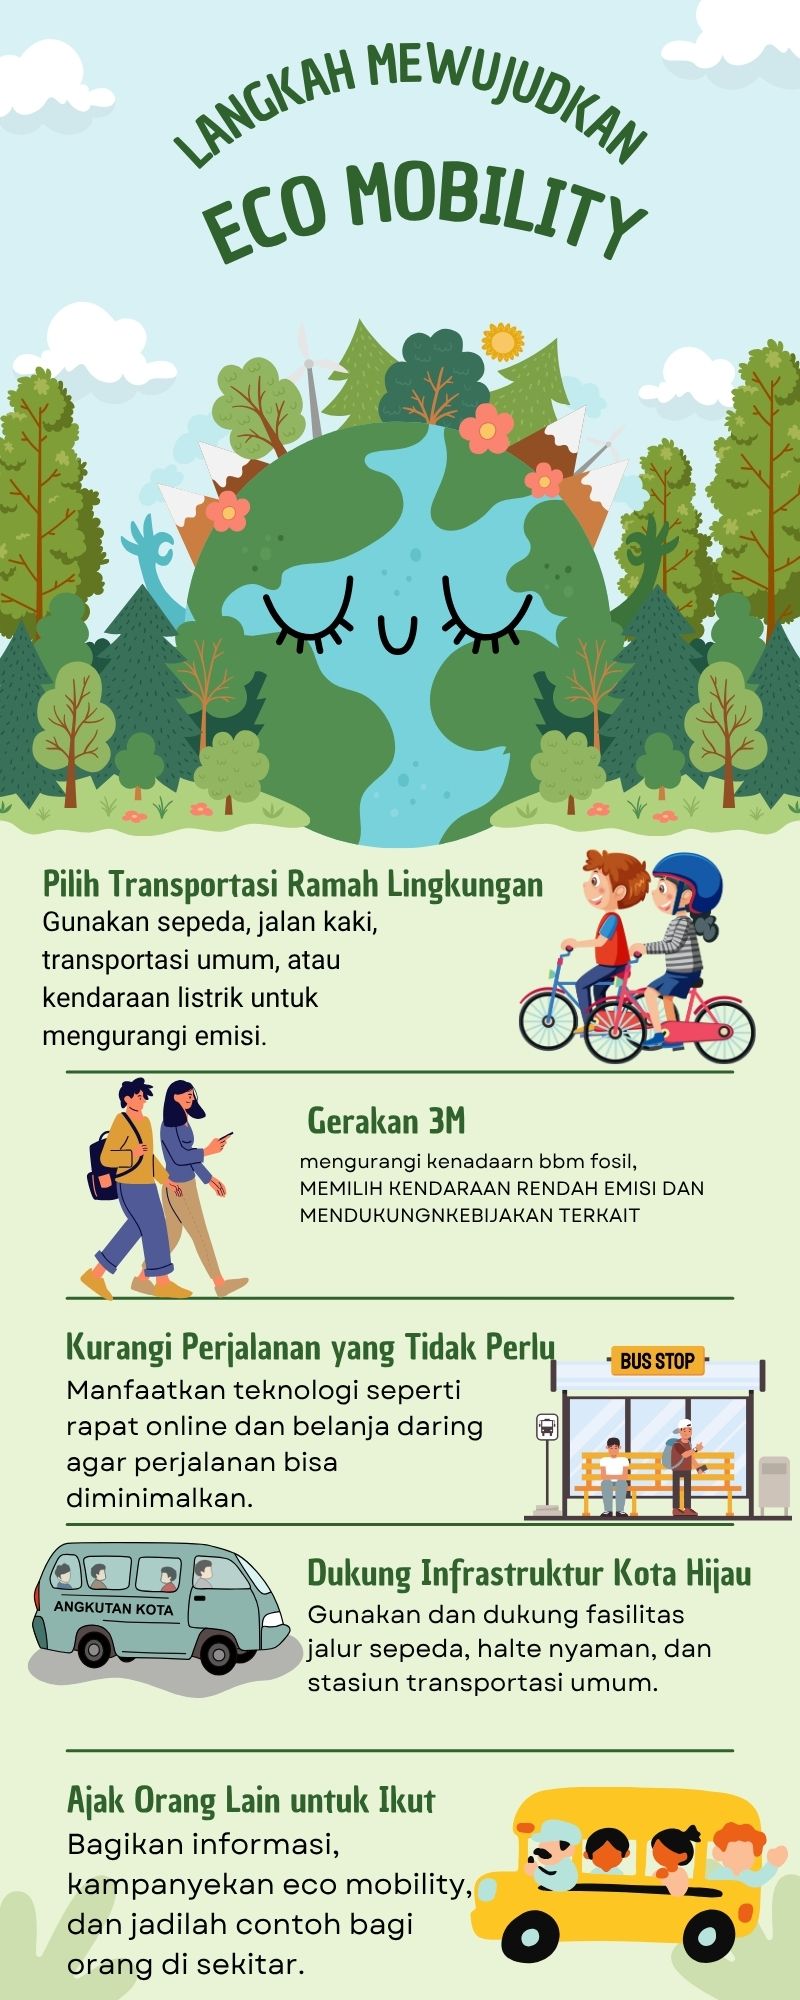 LANGKAH MEWUJUDKAN
ECO MOBILITY
Pilih Transportasi Ramah Lingkungan
Gunakan sepeda, jalan kaki,
transportasi umum, atau
kendaraan listrik untuk
mengurangi emisi.
Gerakan 3M
mengurangi kenadaarn bbm fosil,
MEMILIH KENDARAAN RENDAH EMISI DAN
MENDUKUNGNKEBIJAKAN TERKAIT
Kurangi Perjalanan yang Tidak Perlu
BUS STOP
Manfaatkan teknologi seperti
rapat online dan belanja daring
agar perjalanan bisa
diminimalkan.
ANGKUTAN KOTA
Dukung Infrastruktur Kota Hijau
Gunakan dan dukung fasilitas
jalur sepeda, halte nyaman, dan
stasiun transportasi umum.
Ajak Orang Lain untuk Ikut
Bagikan informasi,
kampanyekan eco mobility,
dan jadilah contoh bagi
orang di sekitar.